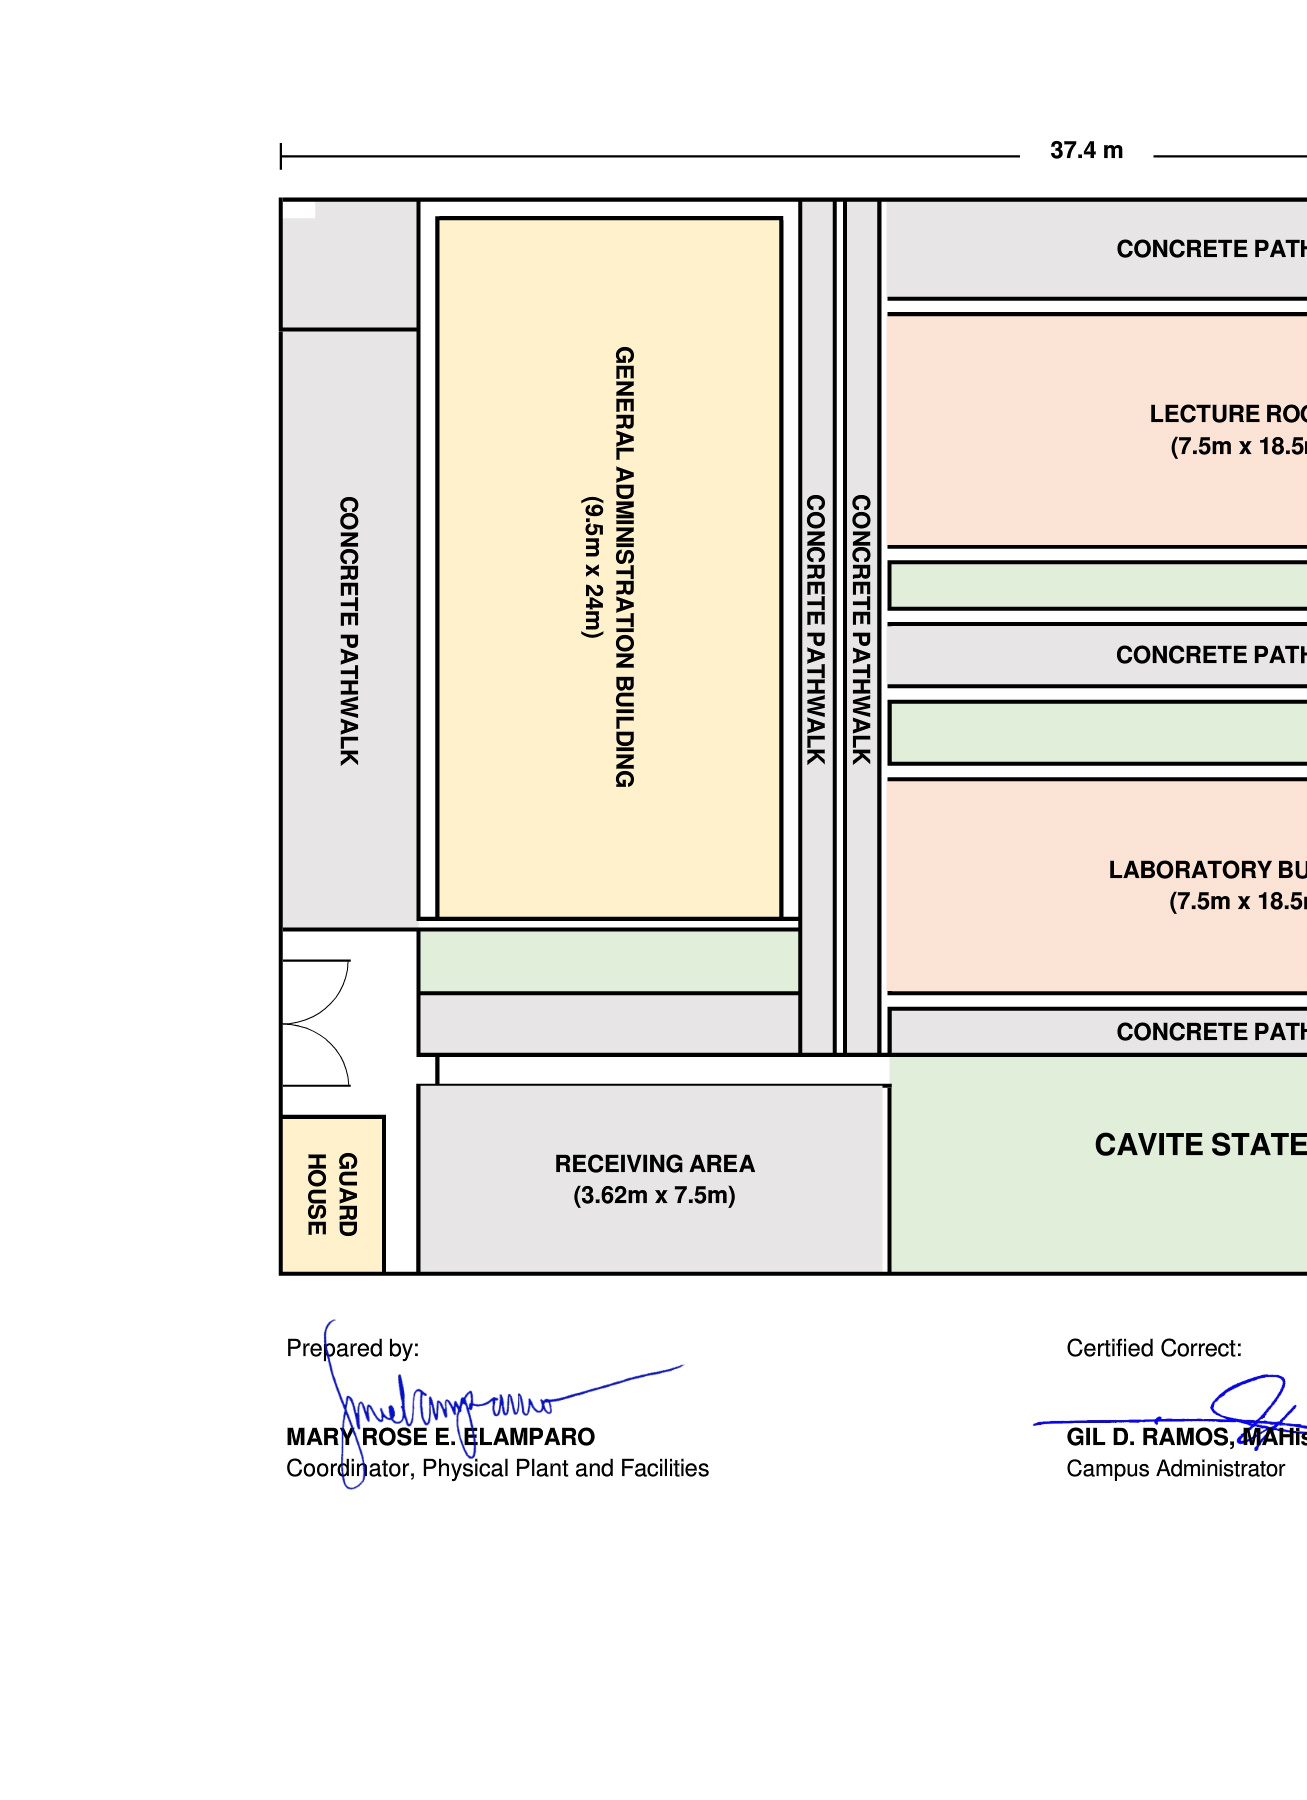 37.4 m
CONCRETE PATH
LECTURE ROO
(7.5m x 18.5
GENERAL ADMINISTRATION BUILDING
(9.5m x 24m)
CONCRETE PATHWALK
CONCRETE PATHWALK
CONCRETE PATHWALK
CONCRETE PATH
LABORATORY BU
(7.5m x 18.5
CONCRETE PATH
CAVITE STATE
RECEIVING AREA
(3.62m x 7.5m)
GUARD
HOUSE
Prepared by:
MARY ROSE E. ELAMPARO
Coordinator, Physical Plant and Facilities
Certified Correct:
GIL D. RAMOS, MAHis
Campus Administrator